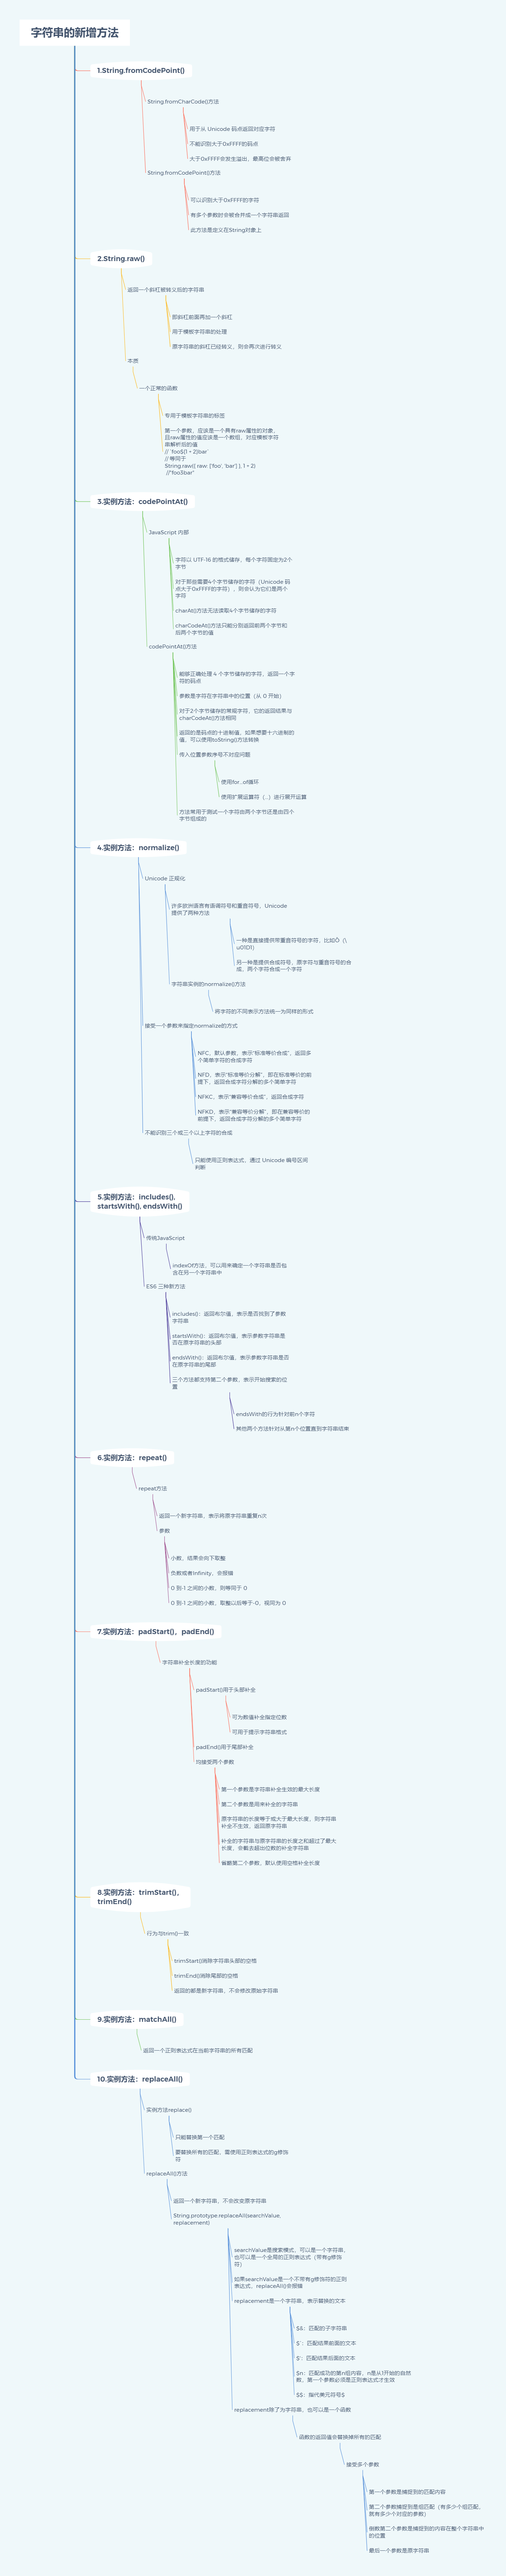 字符串的新增方法
1.String.fromCodePoint()
String.fromCharCode()方法
用于从 Unicode 码点返回对应字符
不能识别大于0xFFFF的码点
大于0xFFFF会发生溢出，最高位会被舍弃
String.fromCodePoint()方法
可以识别大于0xFFFF的字符
有多个参数时会被合并成一个字符串返回
此方法是定义在String对象上
2.String.raw()
返回一个斜杠被转义后的字符串
即斜杠前面再加一个斜杠
用于模板字符串的处理
原字符串的斜杠已经转义，则会再次进行转义
本质
一个正常的函数
专用于模板字符串的标签
第一个参数，应该是一个具有raw属性的对象，
且raw属性的值应该是一个数组，对应模板字符
串解析后的值
// `foo${1 + 2}bar`
// 等同于
String.raw({ raw: ['foo', 'bar'] }, 1 + 2)
//"foo3bar"
3.实例方法：codePointAt()
JavaScript 内部
字符以 UTF-16 的格式储存，每个字符固定为2个
字节
对于那些需要4个字节储存的字符（Unicode 码
点大于0xFFFF的字符），则会认为它们是两个
字符
charAt()方法无法读取4个字节储存的字符
charCodeAt()方法只能分别返回前两个字节和
后两个字节的值
codePointAt()方法
能够正确处理 4 个字节储存的字符，返回一个字
符的码点
参数是字符在字符串中的位置（从 0 开始）
对于2个字节储存的常规字符，它的返回结果与
charCodeAt()方法相同
返回的是码点的十进制值，如果想要十六进制的
值，可以使用toString()方法转换
传入位置参数序号不对应问题
使用for...of循环
使用扩展运算符（...）进行展开运算
方法常用于测试一个字符由两个字节还是由四个
字节组成的
4.实例方法：normalize()
Unicode 正规化
许多欧洲语言有语调符号和重音符号，Unicode
提供了两种方法
一种是直接提供带重音符号的字符，比如Ǒ（\
u01D1）
另一种是提供合成符号，原字符与重音符号的合
成，两个字符合成一个字符
字符串实例的normalize()方法
将字符的不同表示方法统一为同样的形式
接受一个参数来指定normalize的方式
NFC，默认参数，表示“标准等价合成”，返回多
个简单字符的合成字符
NFD，表示“标准等价分解”，即在标准等价的前
提下，返回合成字符分解的多个简单字符
NFKC，表示“兼容等价合成”，返回合成字符
NFKD，表示“兼容等价分解”，即在兼容等价的
前提下，返回合成字符分解的多个简单字符
不能识别三个或三个以上字符的合成
只能使用正则表达式，通过 Unicode 编号区间
判断
5.实例方法：includes(),
startsWith(), endsWith()
传统JavaScript
indexOf方法，可以用来确定一个字符串是否包
含在另一个字符串中
ES6 三种新方法
includes()：返回布尔值，表示是否找到了参数
字符串
startsWith()：返回布尔值，表示参数字符串是
否在原字符串的头部
endsWith()：返回布尔值，表示参数字符串是否
在原字符串的尾部
三个方法都支持第二个参数，表示开始搜索的位
置
endsWith的行为针对前n个字符
其他两个方法针对从第n个位置直到字符串结束
6.实例方法：repeat()
repeat方法
返回一个新字符串，表示将原字符串重复n次
参数
小数，结果会向下取整
负数或者Infinity，会报错
0 到-1 之间的小数，则等同于 0
0 到-1 之间的小数，取整以后等于-0，视同为 0
7.实例方法：padStart()，padEnd()
字符串补全长度的功能
padStart()用于头部补全
可为数值补全指定位数
可用于提示字符串格式
padEnd()用于尾部补全
均接受两个参数
第一个参数是字符串补全生效的最大长度
第二个参数是用来补全的字符串
原字符串的长度等于或大于最大长度，则字符串
补全不生效，返回原字符串
补全的字符串与原字符串的长度之和超过了最大
长度，会截去超出位数的补全字符串
省略第二个参数，默认使用空格补全长度
8.实例方法：trimStart()，
trimEnd()
行为与trim()一致
trimStart()消除字符串头部的空格
trimEnd()消除尾部的空格
返回的都是新字符串，不会修改原始字符串
9.实例方法：matchAll()
返回一个正则表达式在当前字符串的所有匹配
10.实例方法：replaceAll()
实例方法replace()
只能替换第一个匹配
要替换所有的匹配，需使用正则表达式的g修饰
符
replaceAll()方法
返回一个新字符串，不会改变原字符串
String.prototype.replaceAll(searchValue,
replacement)
searchValue是搜索模式，可以是一个字符串，
也可以是一个全局的正则表达式（带有g修饰
符）
如果searchValue是一个不带有g修饰符的正则
表达式，replaceAll()会报错
replacement是一个字符串，表示替换的文本
$&：匹配的子字符串
$`：匹配结果前面的文本
$'：匹配结果后面的文本
$n：匹配成功的第n组内容，n是从1开始的自然
数，第一个参数必须是正则表达式才生效
$$：指代美元符号$
replacement除了为字符串，也可以是一个函数
函数的返回值会替换掉所有的匹配
接受多个参数
第一个参数是捕捉到的匹配内容
第二个参数捕捉到是组匹配（有多少个组匹配，
就有多少个对应的参数）
倒数第二个参数是捕捉到的内容在整个字符串中
的位置
最后一个参数是原字符串